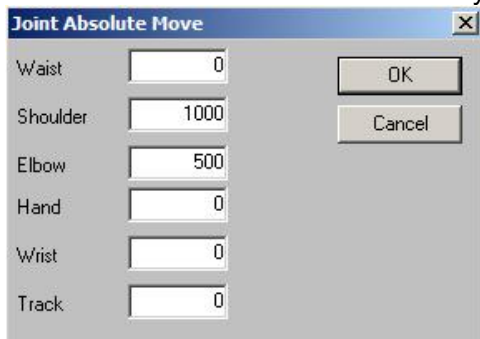 Joint Absolute Move
Waist 0
OK
Shoulder 1000
Cancel
Elbow 500
Hand 0
Wrist 0
Track 0